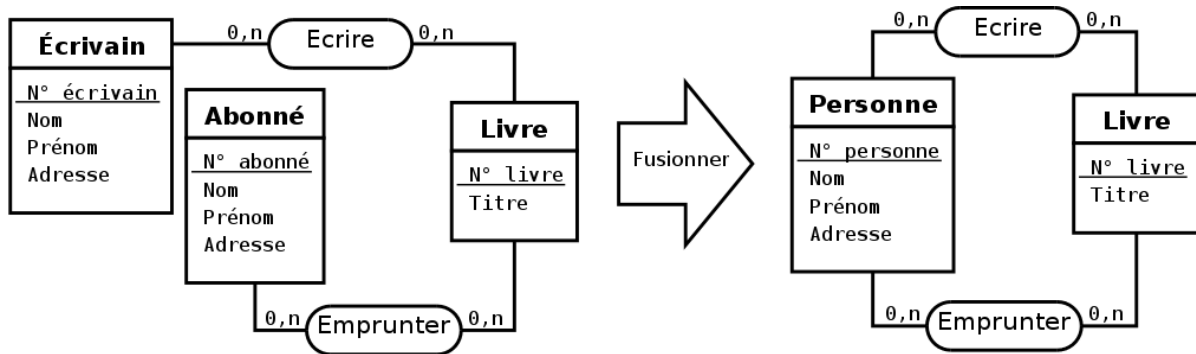 Écrivain
N° écrivain
Nom
Prénom
Adresse
0,n
Ecrire
0,n
Abonné
N° abonné
Nom
Prénom
Adresse
Livre
N° livre
Titre
0,n
Emprunter
0,n
Fusionner
0,n
Ecrire
0,n
Personne
N° personne
Nom
Prénom
Adresse
Livre
N° livre
Titre
0,n
Emprunter
0,n